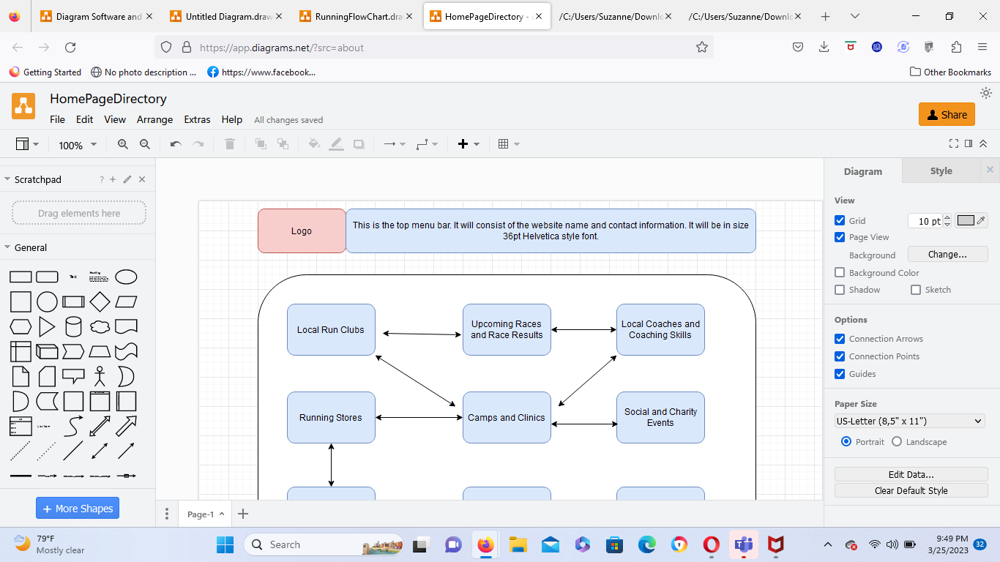 Diagram Software and
Untitled Diagram.draw
RunningFlowChart.dra
HomePageDirectory - d
/C:/Users/Suzanne/Downlo
/C:/Users/Suzanne/Downlo
https://app.diagrams.net/?src=about
Getting Started
No photo description ...
https://www.facebook...
Other Bookmarks
HomePageDirectory
File Edit View Arrange Extras Help All changes saved
Share
100%
Scratchpad
?
Drag elements here
General
Text
Heading
More Shapes
Logo
This is the top menu bar. It will consist of the website name and contact information. It will be in size
36pt Helvetica style font.
Local Run Clubs
Upcoming Races
and Race Results
Local Coaches and
Coaching Skills
Running Stores
Camps and Clinics
Social and Charity
Events
Page-1
Diagram
Style
View
Grid
10 pt
Page View
Background
Change...
Background Color
Shadow
Sketch
Options
Connection Arrows
Connection Points
Guides
Paper Size
US-Letter (8,5" x 11")
Portrait
Landscape
Edit Data...
Clear Default Style
79°F
Mostly clear
Search
9:49 PM
3/25/2023
32